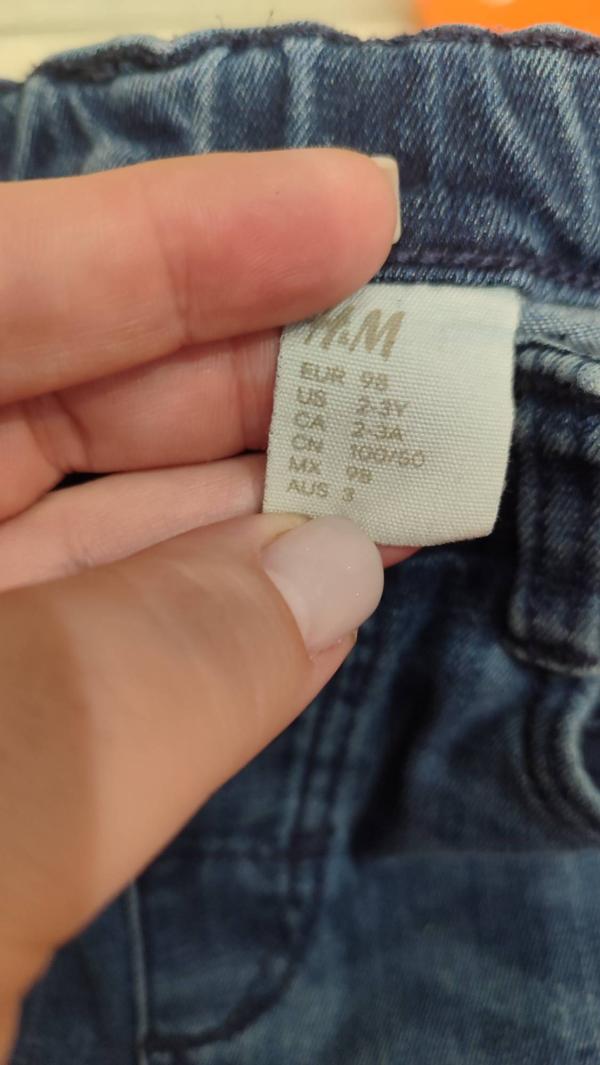 H&M
EUR 98
US 2-3Y
CA 2-3A
CN 100/50
MX 98
AUS 3